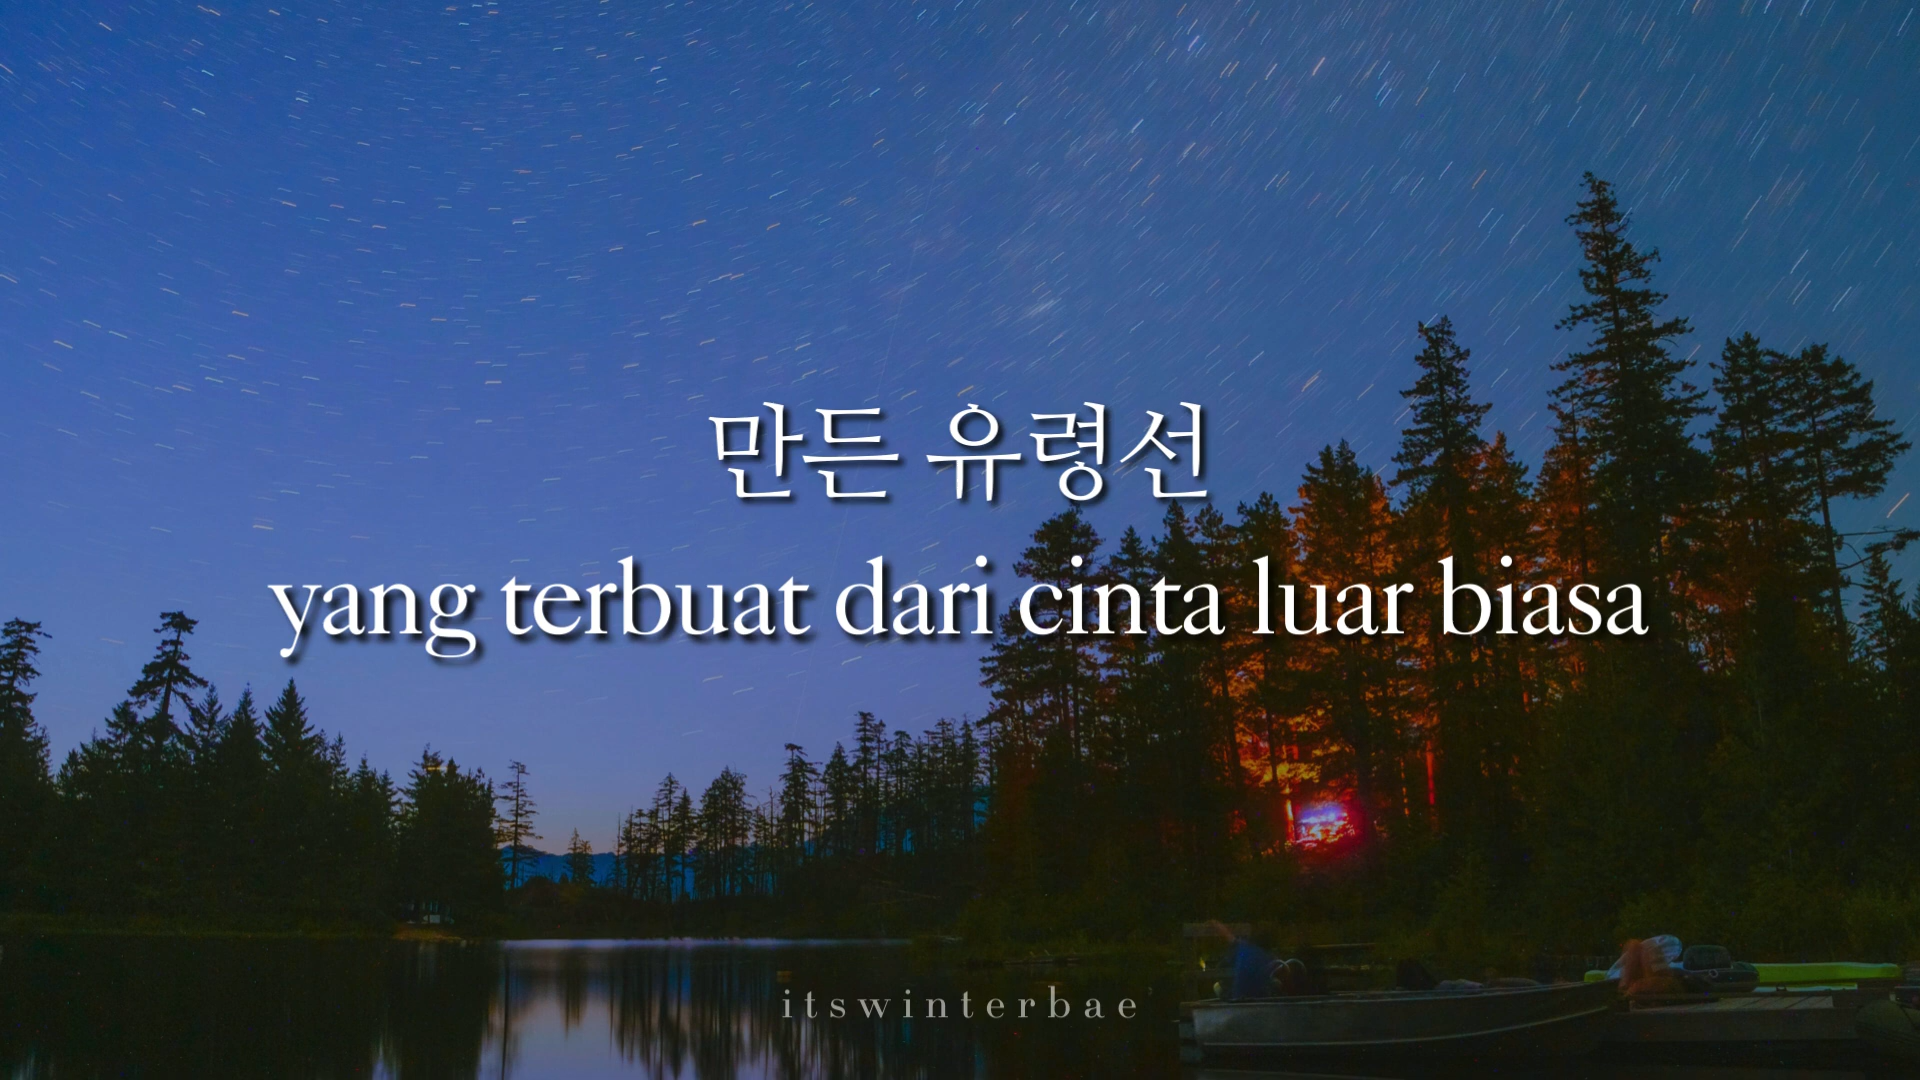 만든 유령선
yang terbuat dari cinta luar biasa
itswinterbae